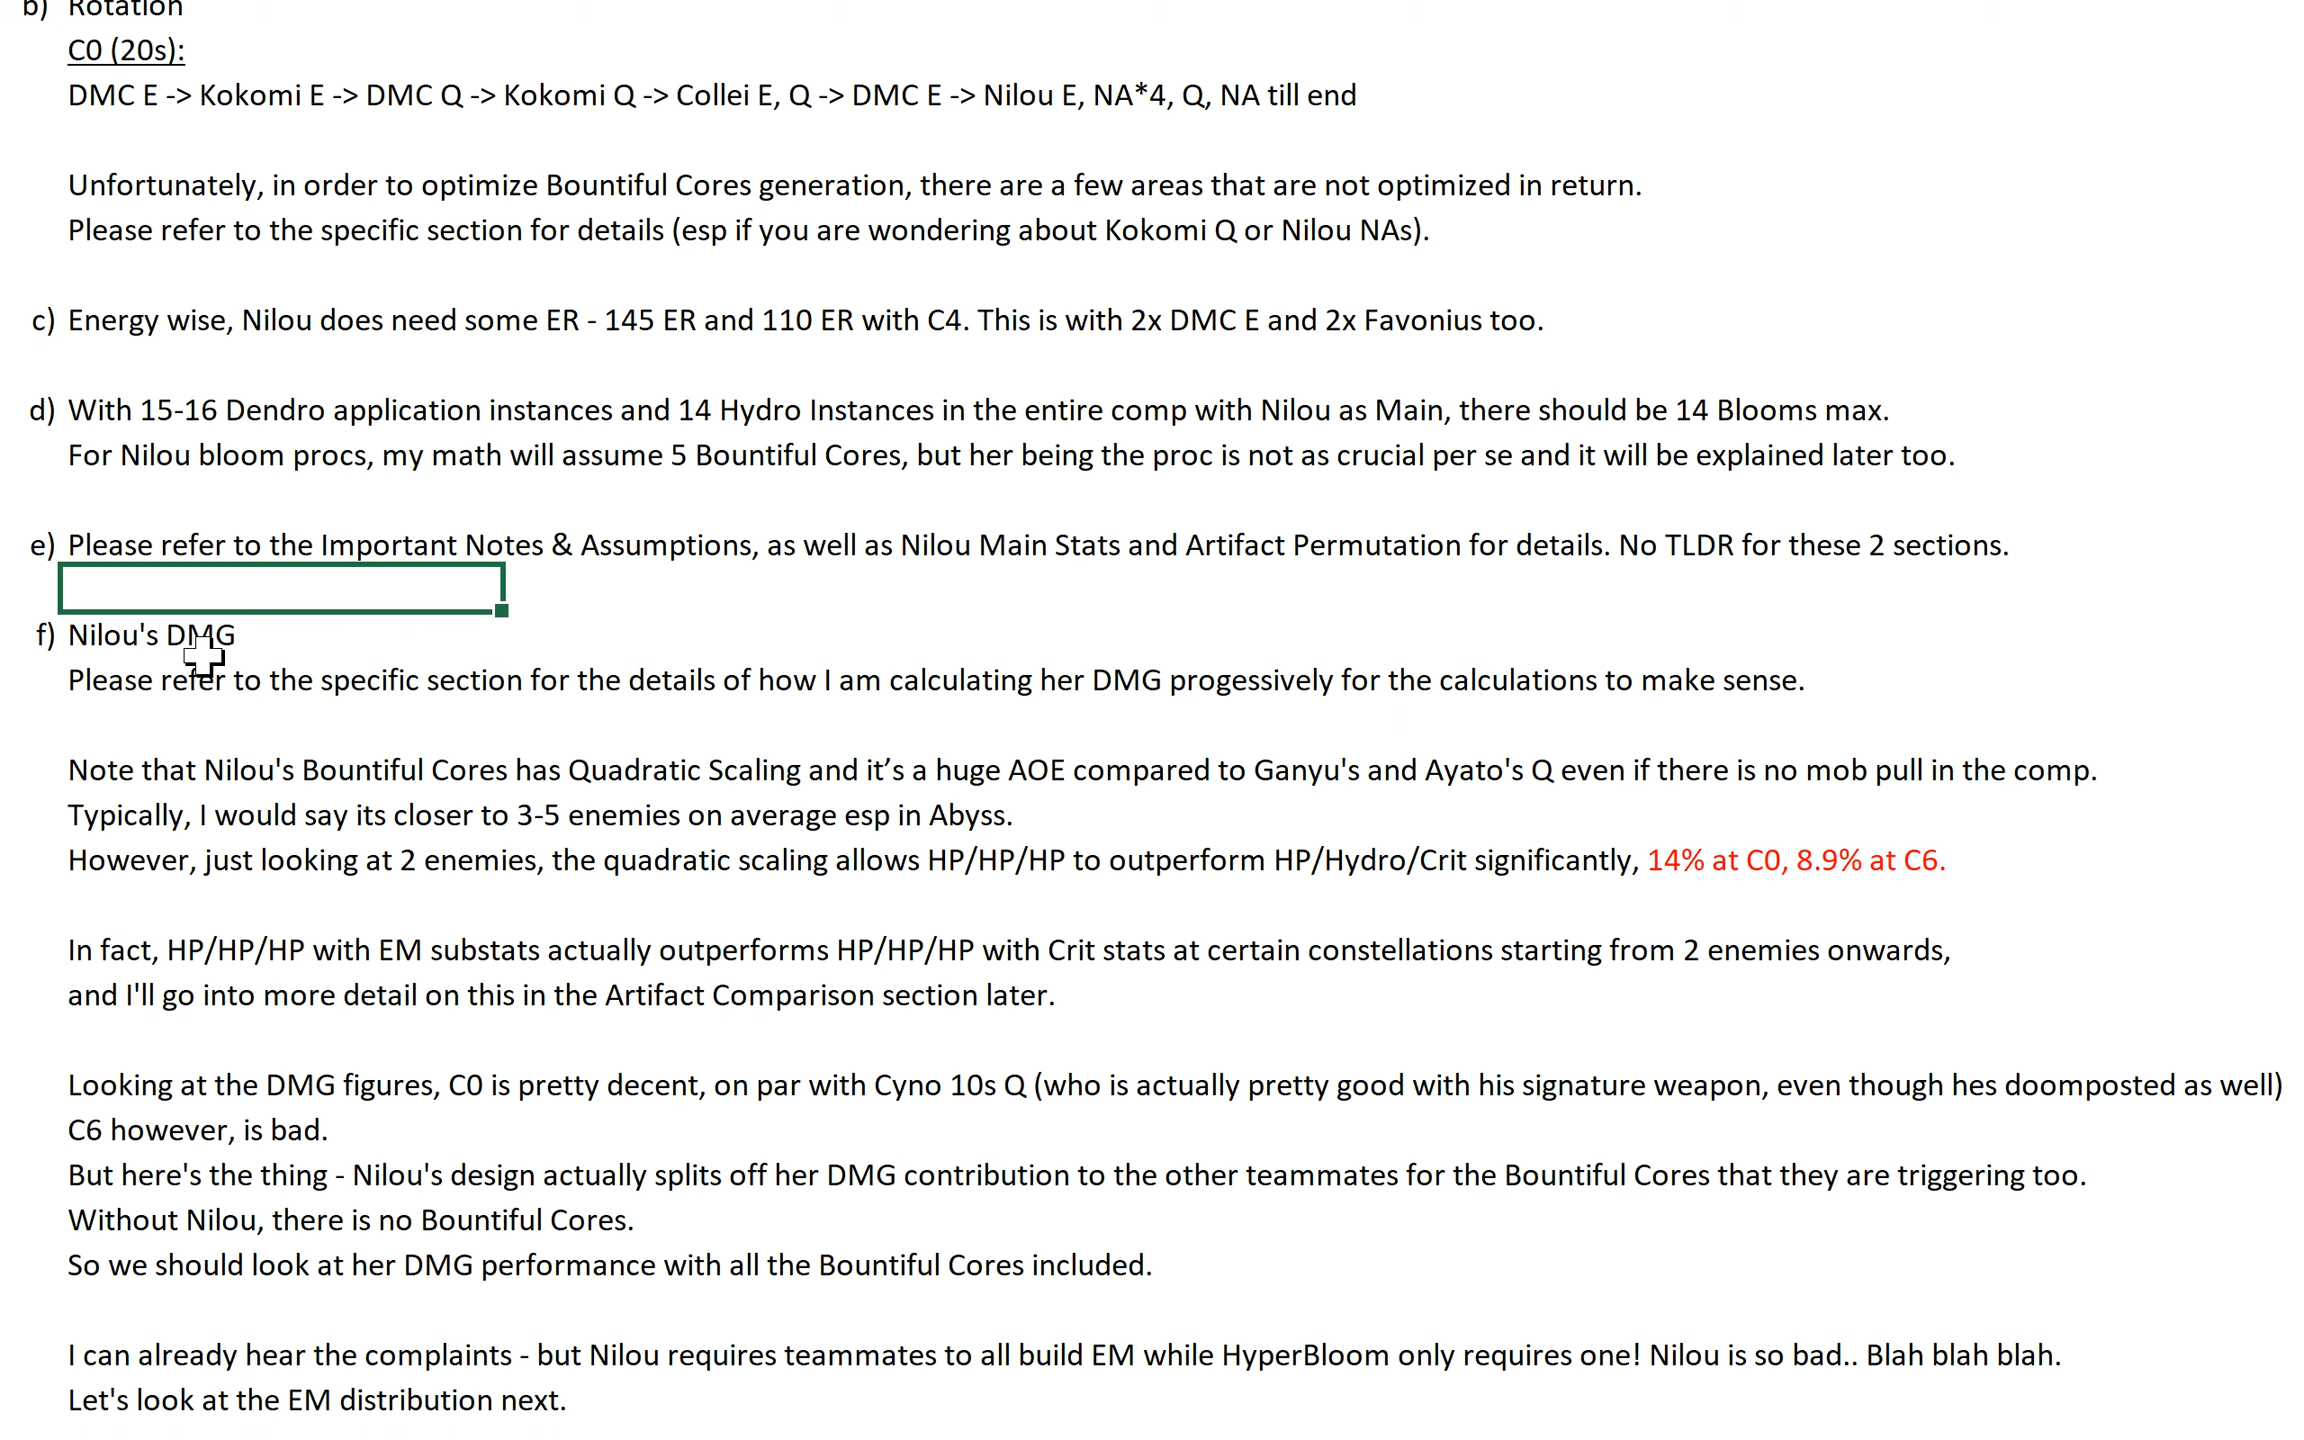 b) Rotation
C0 (20s):
DMC E -> Kokomi E -> DMC Q -> Kokomi Q -> Collei E, Q -> DMC E -> Nilou E, NA*4, Q, NA till end
Unfortunately, in order to optimize Bountiful Cores generation, there are a few areas that are not optimized in return.
Please refer to the specific section for details (esp if you are wondering about Kokomi Q or Nilou NAs).
c) Energy wise, Nilou does need some ER - 145 ER and 110 ER with C4. This is with 2x DMC E and 2x Favonius too.
d) With 15-16 Dendro application instances and 14 Hydro Instances in the entire comp with Nilou as Main, there should be 14 Blooms max.
For Nilou bloom procs, my math will assume 5 Bountiful Cores, but her being the proc is not as crucial per se and it will be explained later too.
e) Please refer to the Important Notes & Assumptions, as well as Nilou Main Stats and Artifact Permutation for details. No TLDR for these 2 sections.
f) Nilou's DMG
Please refer to the specific section for the details of how I am calculating her DMG progessively for the calculations to make sense.
Note that Nilou's Bountiful Cores has Quadratic Scaling and it’s a huge AOE compared to Ganyu's and Ayato's Q even if there is no mob pull in the comp.
Typically, I would say its closer to 3-5 enemies on average esp in Abyss.
However, just looking at 2 enemies, the quadratic scaling allows HP/HP/HP to outperform HP/Hydro/Crit significantly, 14% at C0, 8.9% at C6.
In fact, HP/HP/HP with EM substats actually outperforms HP/HP/HP with Crit stats at certain constellations starting from 2 enemies onwards,
and I'll go into more detail on this in the Artifact Comparison section later.
Looking at the DMG figures, C0 is pretty decent, on par with Cyno 10s Q (who is actually pretty good with his signature weapon, even though hes doomposted as well)
C6 however, is bad.
But here's the thing - Nilou's design actually splits off her DMG contribution to the other teammates for the Bountiful Cores that they are triggering too.
Without Nilou, there is no Bountiful Cores.
So we should look at her DMG performance with all the Bountiful Cores included.
I can already hear the complaints - but Nilou requires teammates to all build EM while HyperBloom only requires one! Nilou is so bad.. Blah blah blah.
Let's look at the EM distribution next.